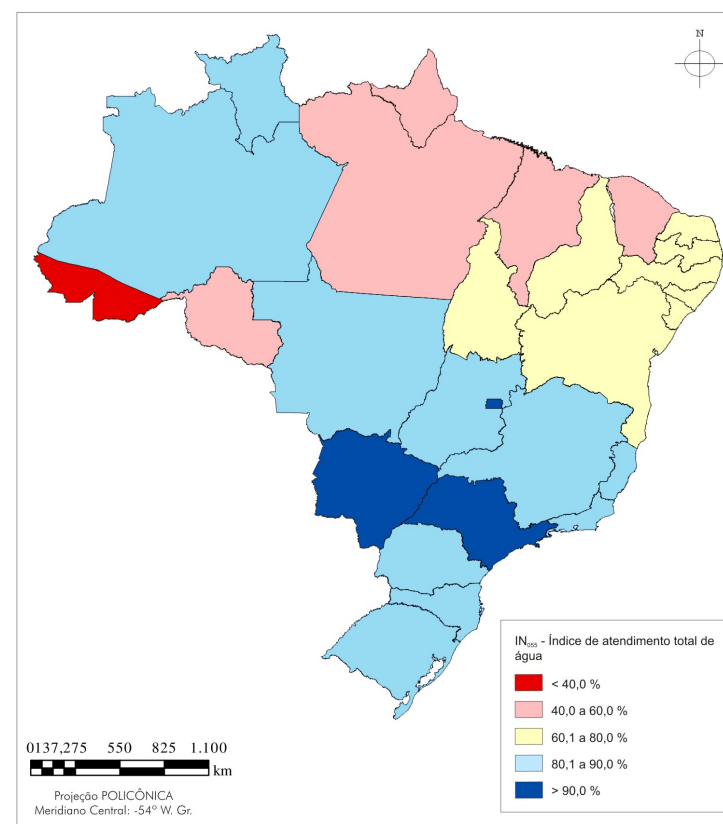 N
IN₀₅₅ - Índice de atendimento total de
água
< 40,0 %
40,0 a 60,0 %
60,1 a 80,0 %
80,1 a 90,0 %
> 90,0 %
0137,275 550 825 1.100
km
Projeção POLICÔNICA
Meridiano Central: -54º W. Gr.